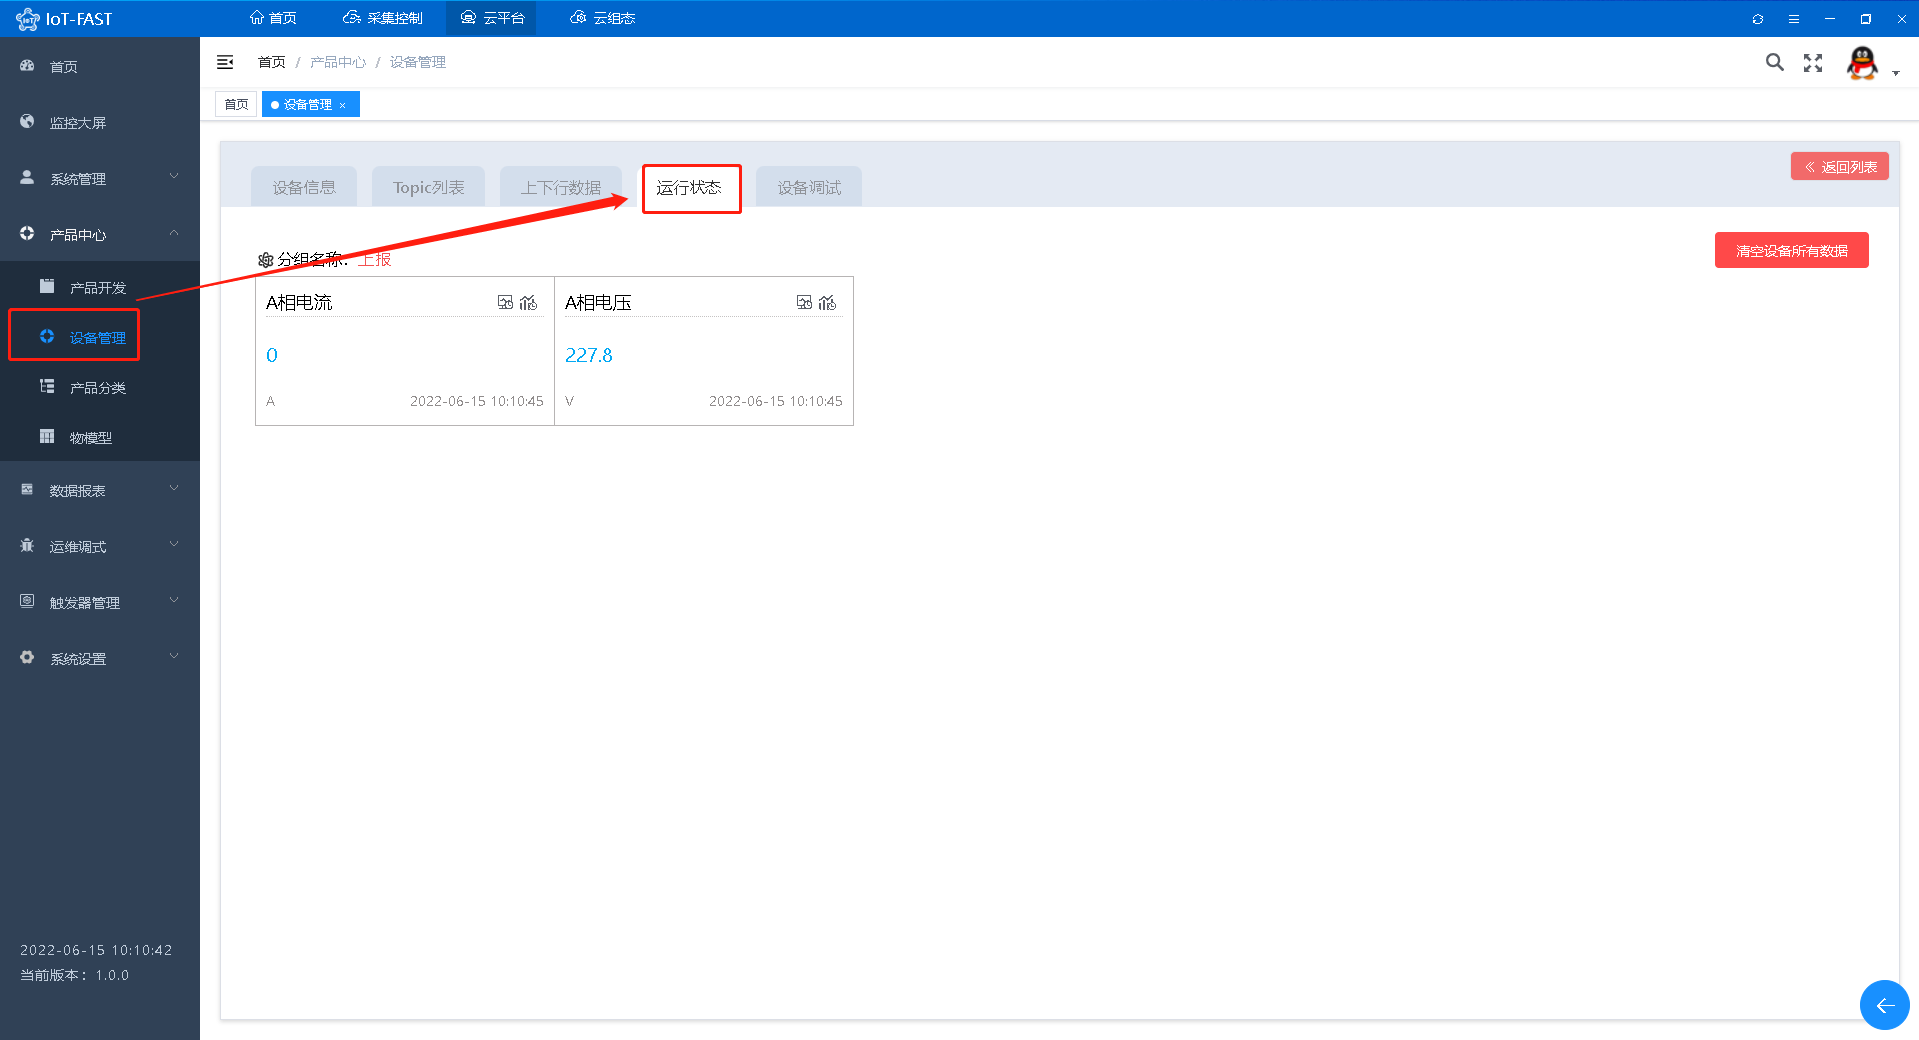 IoT-FAST
首页
采集控制
云平台
云组态
首页
监控大屏
系统管理
产品中心
产品开发
设备管理
产品分类
物模型
数据报表
运维调式
触发器管理
系统设置
2022-06-15 10:10:42
当前版本：1.0.0
首页 / 产品中心 / 设备管理
首页
设备管理 ×
设备信息
Topic列表
上下行数据
运行状态
设备调试
返回列表
清空设备所有数据
分组名称：上报
A相电流
0
A 2022-06-15 10:10:45
A相电压
227.8
V 2022-06-15 10:10:45